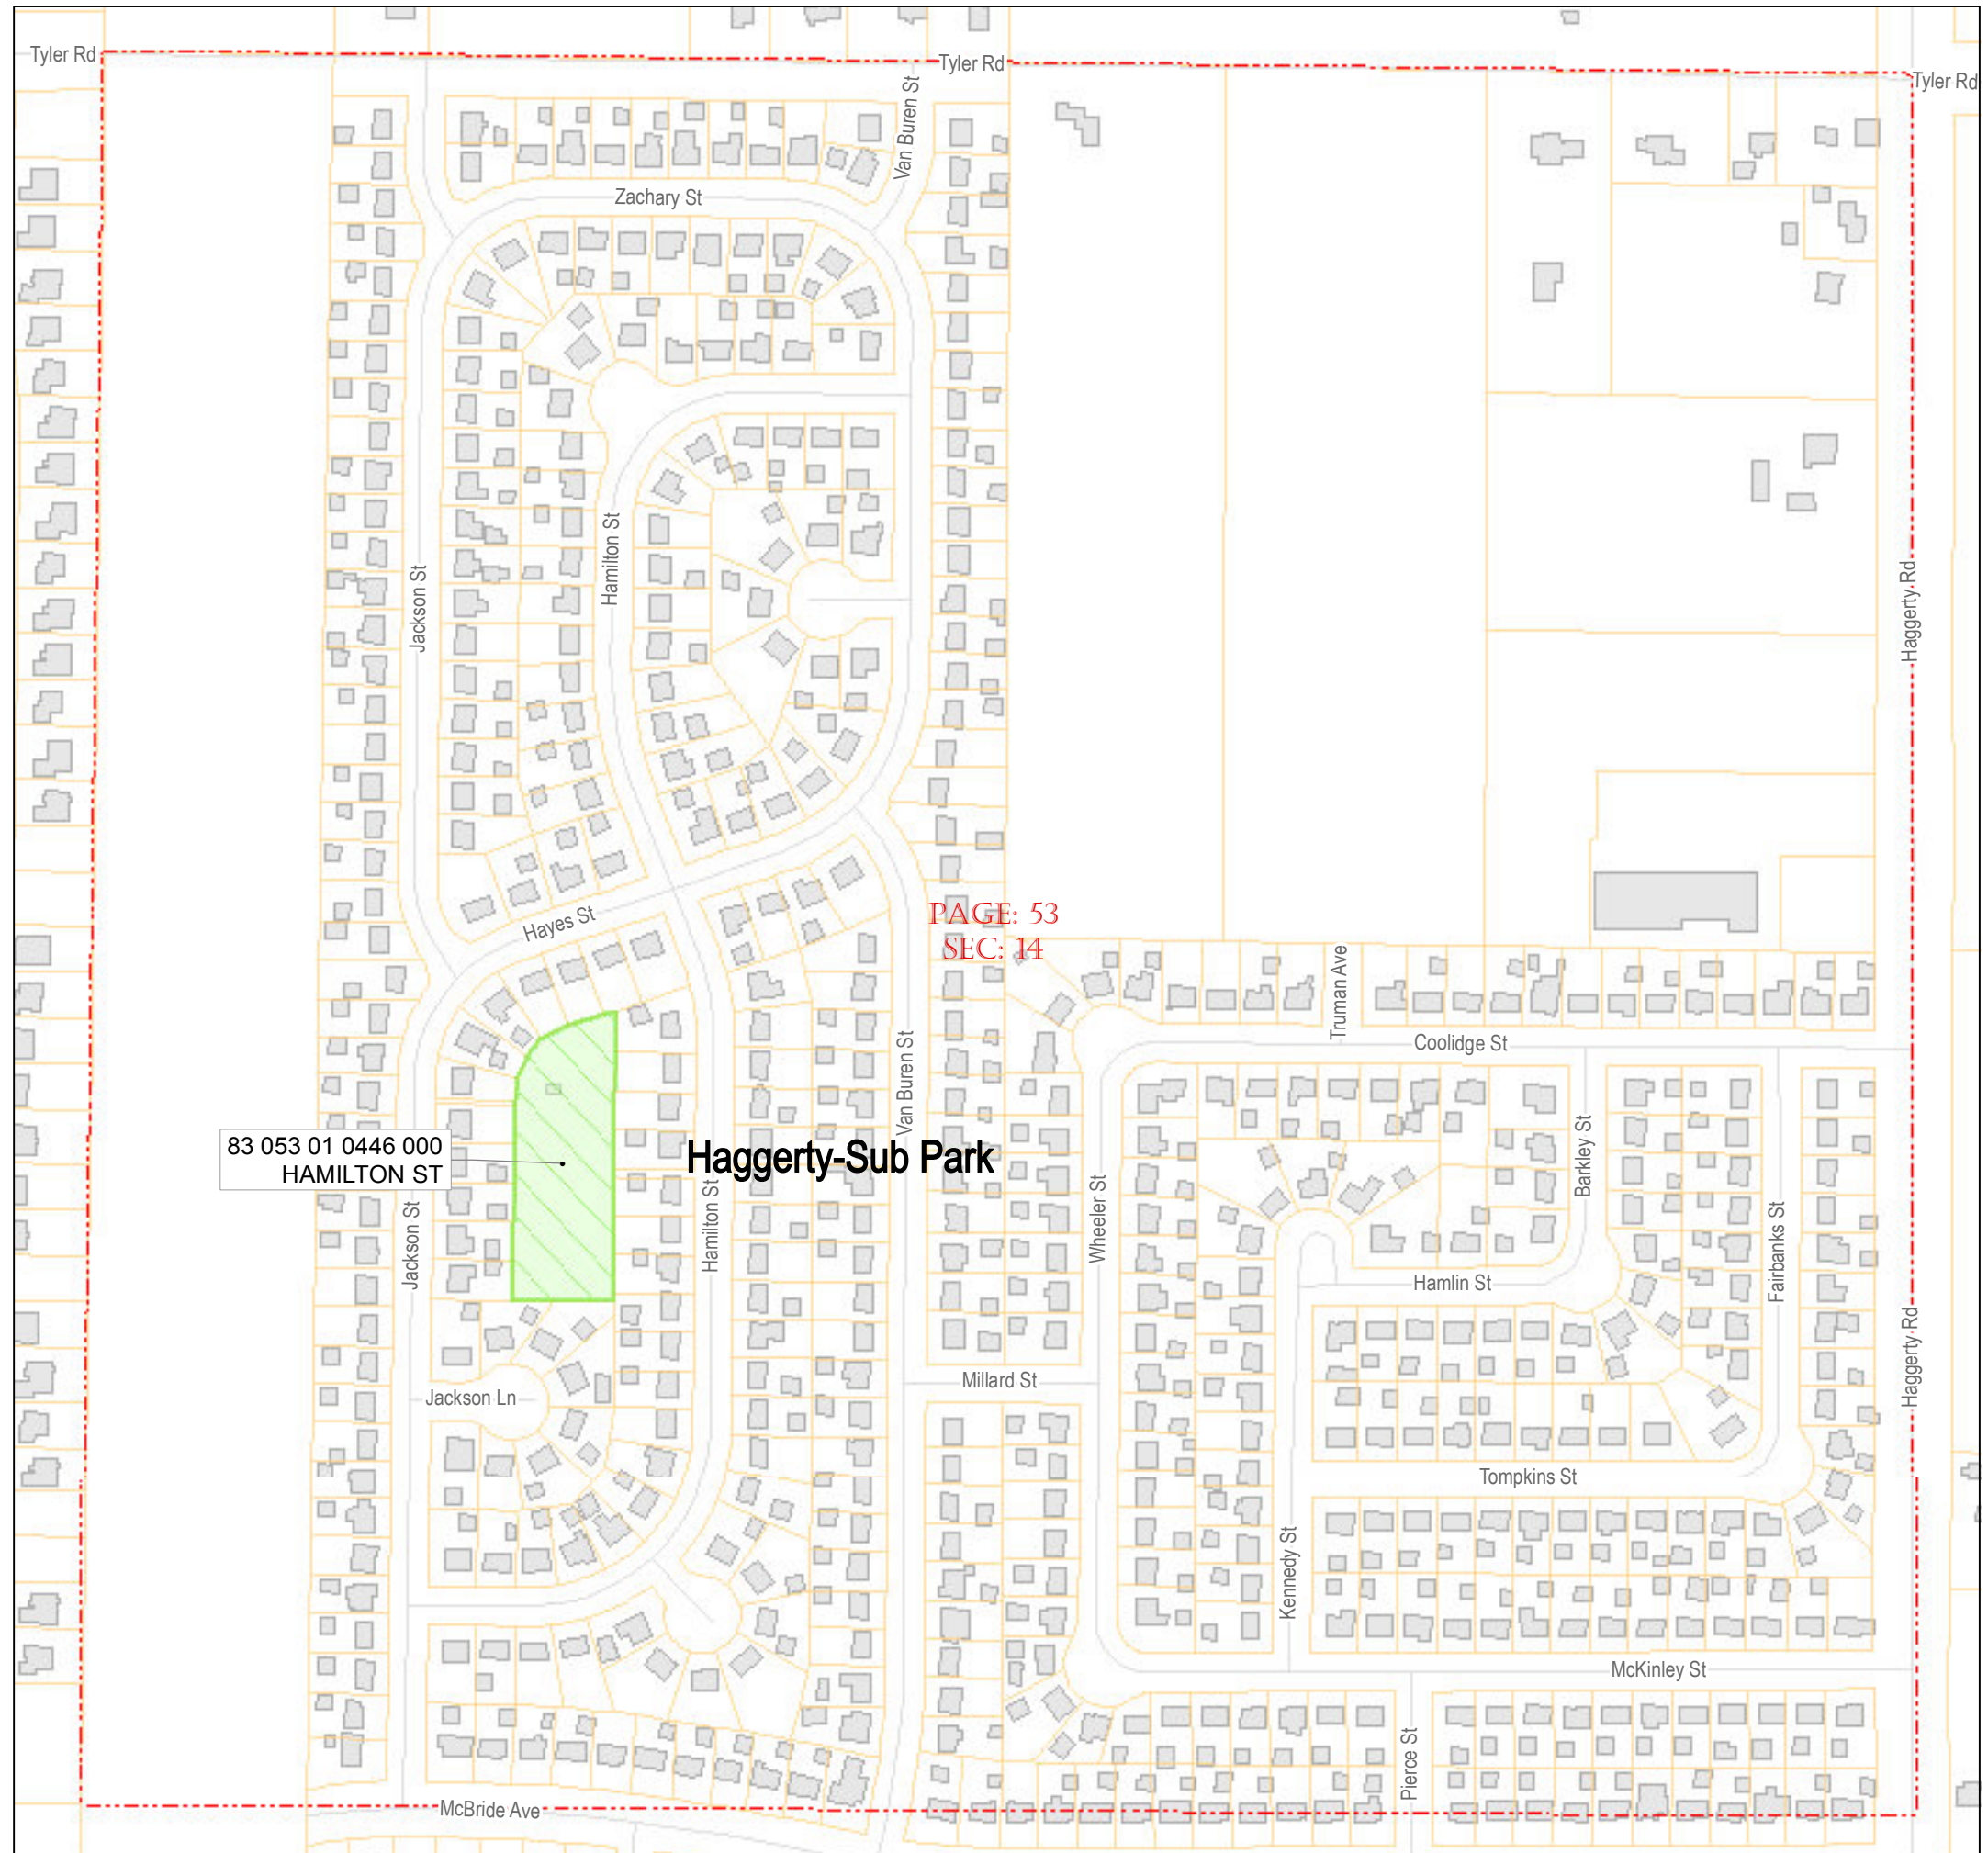 Tyler Rd
Tyler Rd
Tyler Rd
Van Buren St
Zachary St
Jackson St
Hamilton St
Haggerty Rd
Hayes St
PAGE: 53
SEC: 14
Truman Ave
Coolidge St
Van Buren St
83 053 01 0446 000
HAMILTON ST
Haggerty-Sub Park
Jackson St
Hamilton St
Wheeler St
Barkley St
Fairbanks St
Hamlin St
Haggerty Rd
Millard St
Jackson Ln
Tompkins St
Kennedy St
McKinley St
Pierce St
McBride Ave